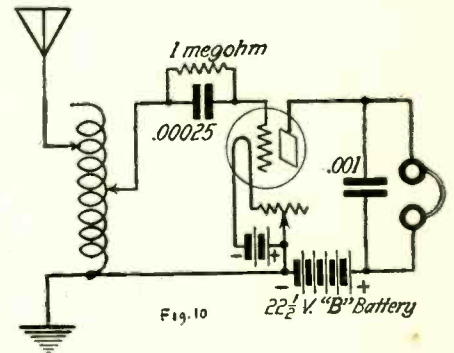 1 megohm
.00025
.001
- +
- +
22½ V. "B" Battery
Fig. 10